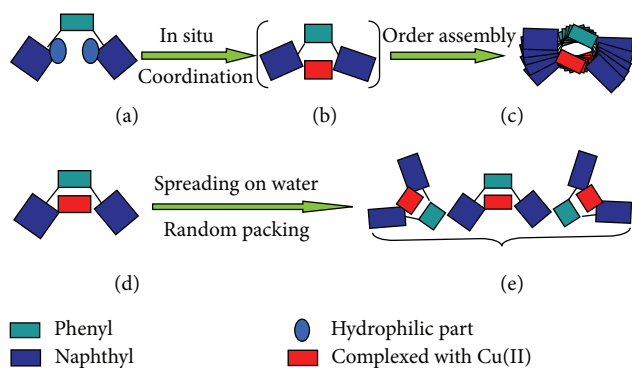 In situ
Coordination
Order assembly
(a)
(b)
(c)
Spreading on water
Random packing
(d)
(e)
Phenyl
Hydrophilic part
Naphthyl
Complexed with Cu(II)